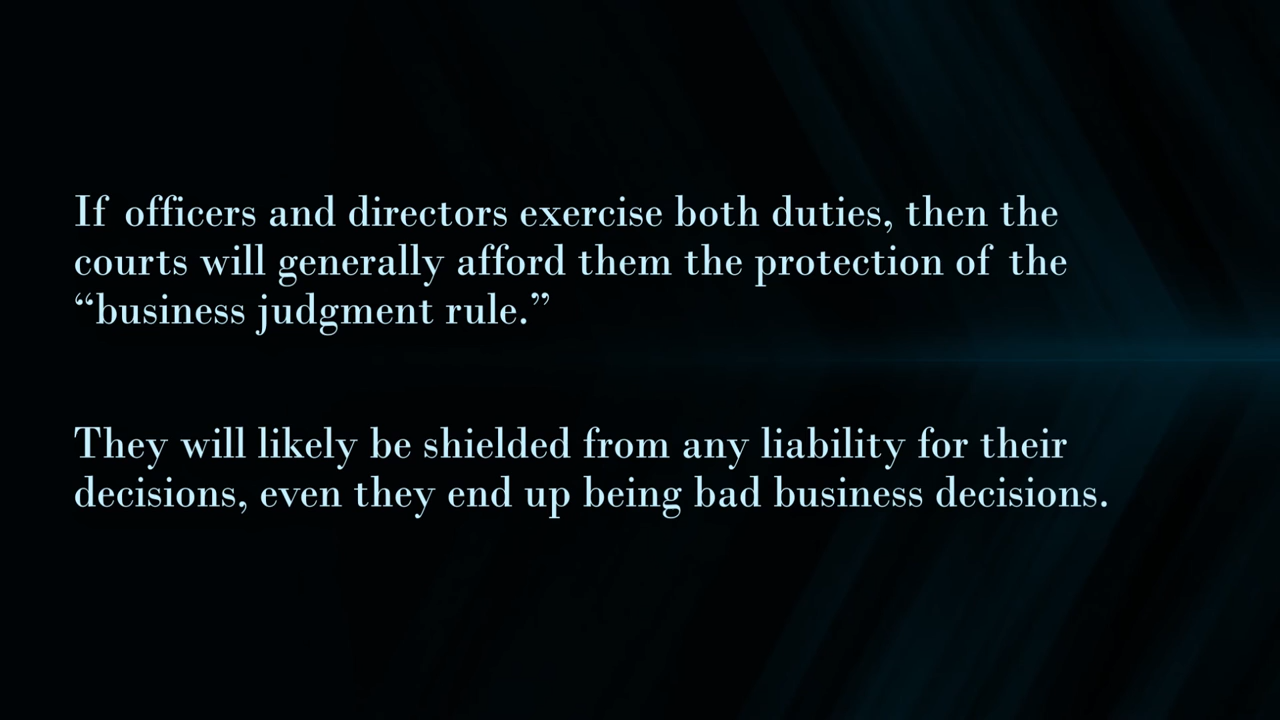 If officers and directors exercise both duties, then the
courts will generally afford them the protection of the
“business judgment rule.”
They will likely be shielded from any liability for their
decisions, even they end up being bad business decisions.